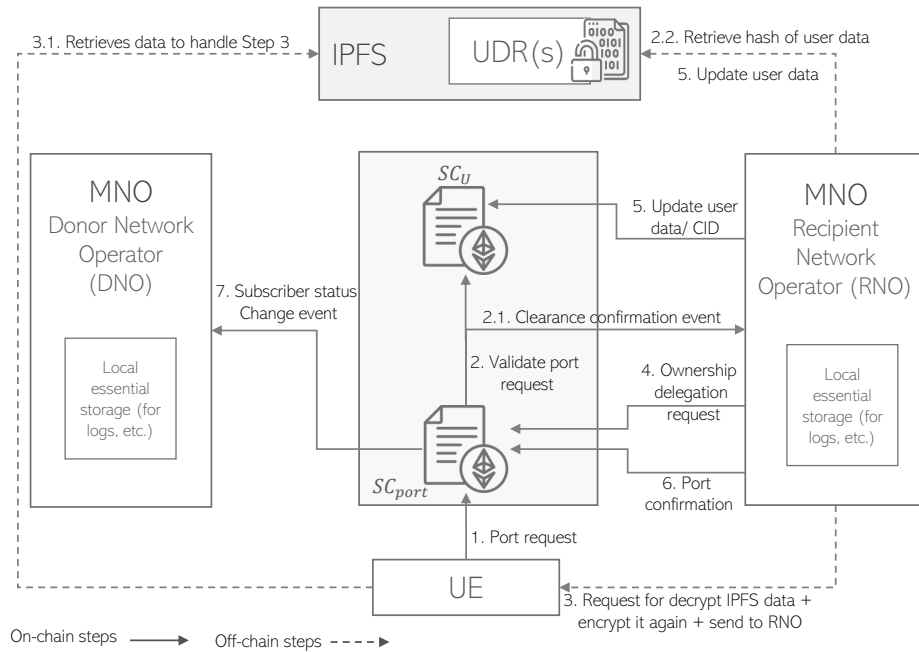 3.1. Retrieves data to handle Step 3
IPFS
UDR(s)
0100
01
001
101
2.2. Retrieve hash of user data
5. Update user data
MNO
Donor Network
Operator
(DNO)
Local
essential
storage (for
logs, etc.)
SC_U
MNO
Recipient
Network
Operator (RNO)
Local
essential
storage (for
logs, etc.)
5. Update user
data/ CID
7. Subscriber status
Change event
2.1. Clearance confirmation event
2. Validate port
request
4. Ownership
delegation
request
SC_port
6. Port
confirmation
1. Port request
UE
3. Request for decrypt IPFS data +
encrypt it again + send to RNO
On-chain steps
Off-chain steps